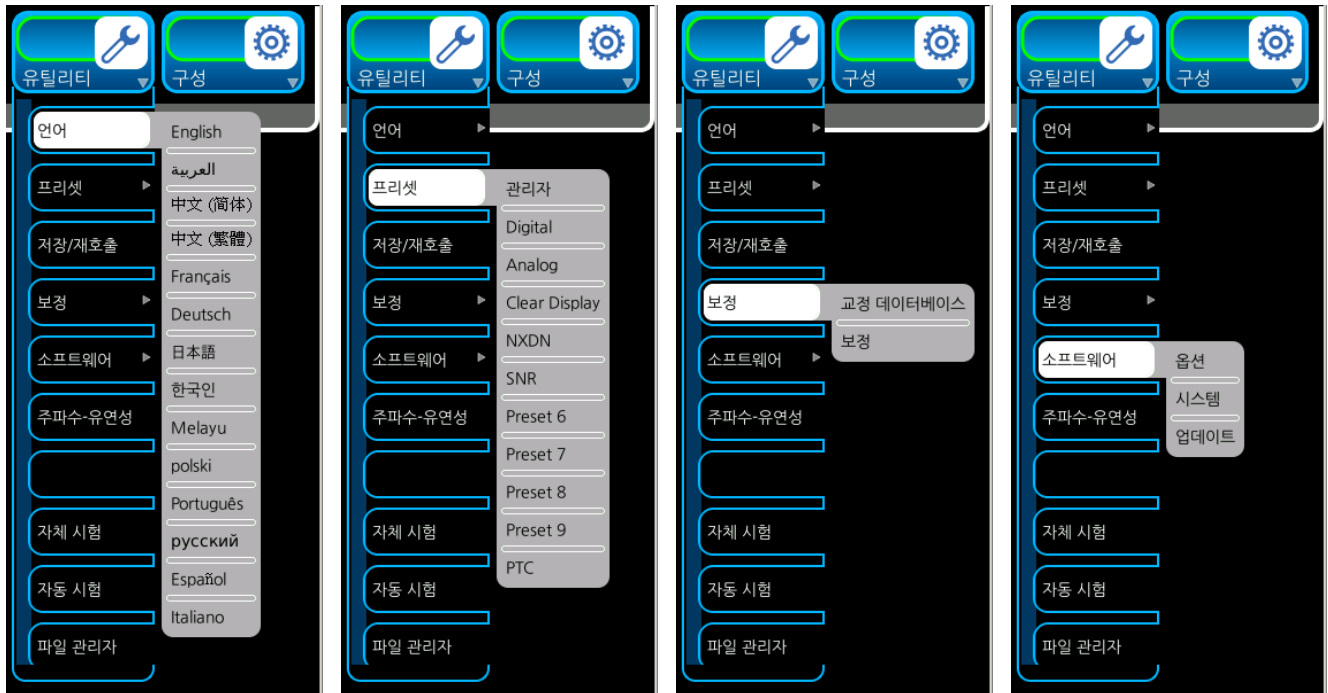 유틸리티
구성
언어
프리셋
저장/재호출
보정
소프트웨어
주파수-유연성
자체 시험
자동 시험
파일 관리자
English
العربية
中文 (简体)
中文 (繁體)
Français
Deutsch
日本語
한국인
Melayu
polski
Português
русский
Español
Italiano
유틸리티
구성
언어
프리셋
저장/재호출
보정
소프트웨어
주파수-유연성
자체 시험
자동 시험
파일 관리자
관리자
Digital
Analog
Clear Display
NXDN
SNR
Preset 6
Preset 7
Preset 8
Preset 9
PTC
유틸리티
구성
언어
프리셋
저장/재호출
보정
소프트웨어
주파수-유연성
자체 시험
자동 시험
파일 관리자
교정 데이터베이스
보정
유틸리티
구성
언어
프리셋
저장/재호출
보정
소프트웨어
주파수-유연성
자체 시험
자동 시험
파일 관리자
옵션
시스템
업데이트